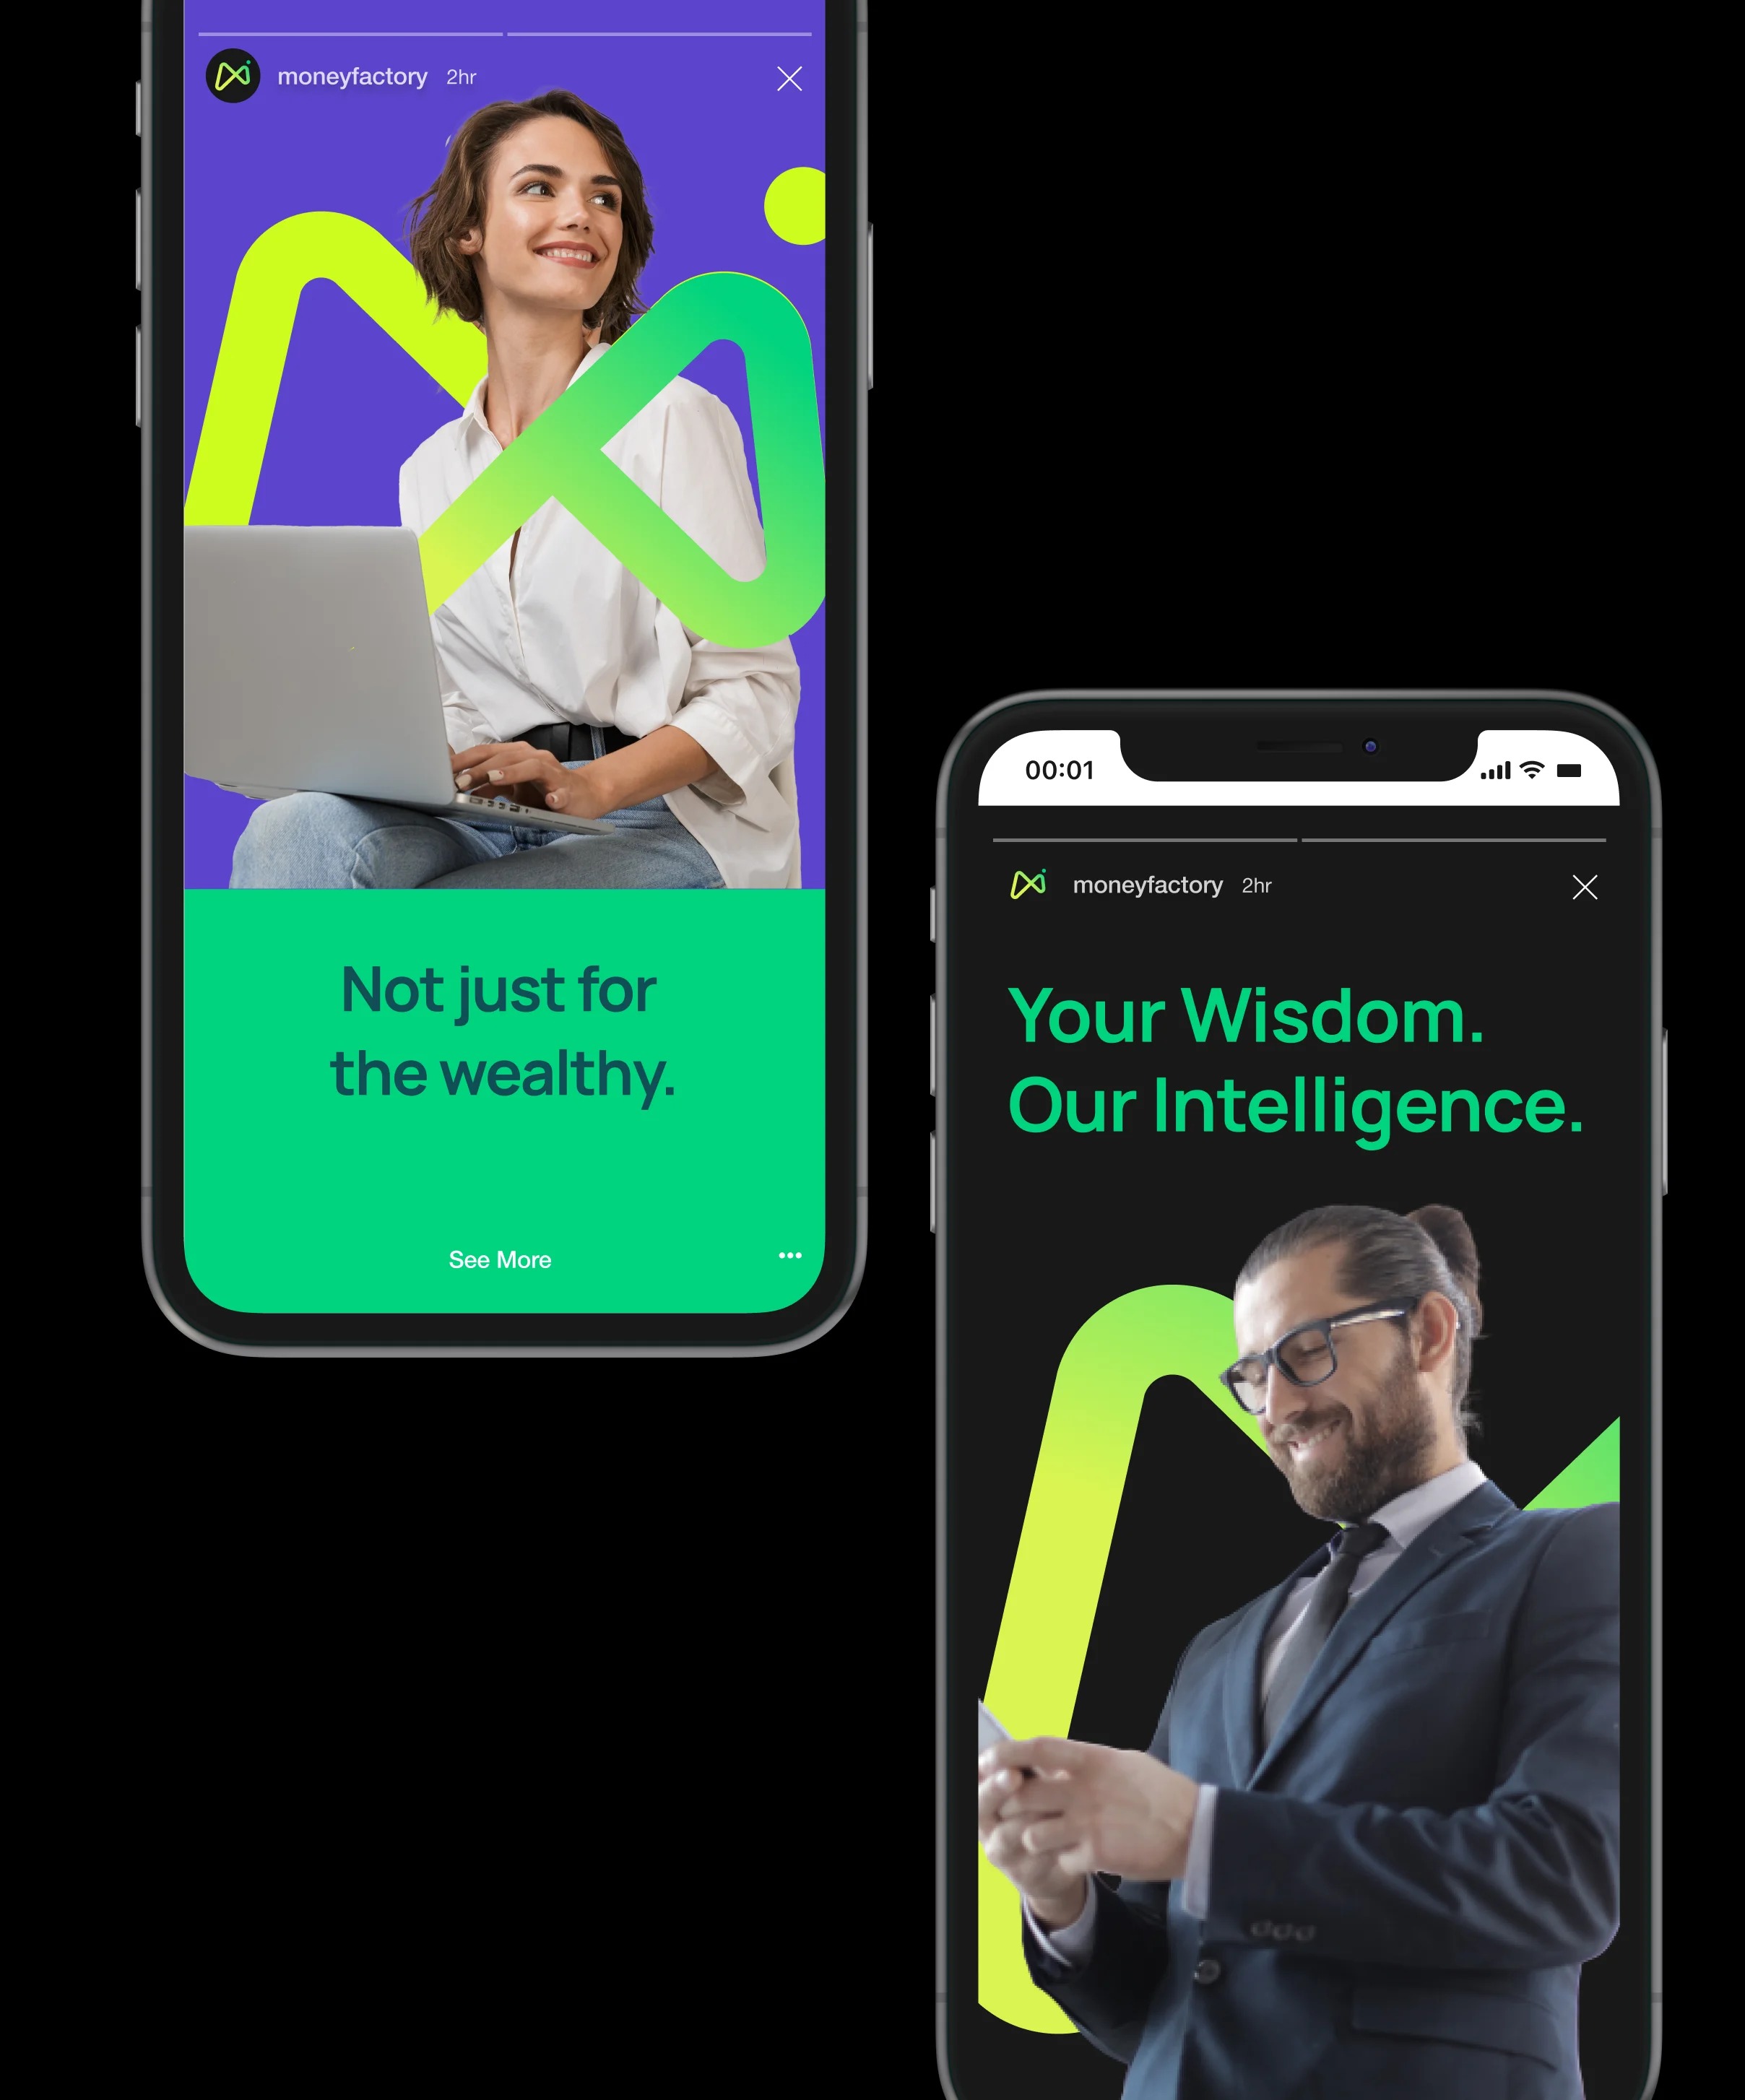 moneyfactory 2hr
Not just for
the wealthy.
See More
00:01
moneyfactory 2hr
Your Wisdom.
Our Intelligence.